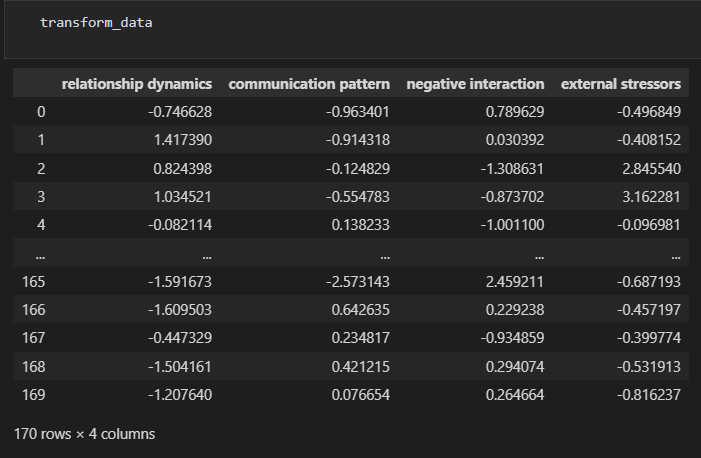 transform_data
relationship dynamics communication pattern negative interaction external stressors
0 -0.746628 -0.963401 0.789629 -0.496849
1 1.417390 -0.914318 0.030392 -0.408152
2 0.824398 -0.124829 -1.308631 2.845540
3 1.034521 -0.554783 -0.873702 3.162281
4 -0.082114 0.138233 -1.001100 -0.096981
... ... ... ... ...
165 -1.591673 -2.573143 2.459211 -0.687193
166 -1.609503 0.642635 0.229238 -0.457197
167 -0.447329 0.234817 -0.934859 -0.399774
168 -1.504161 0.421215 0.294074 -0.531913
169 -1.207640 0.076654 0.264664 -0.816237
170 rows × 4 columns